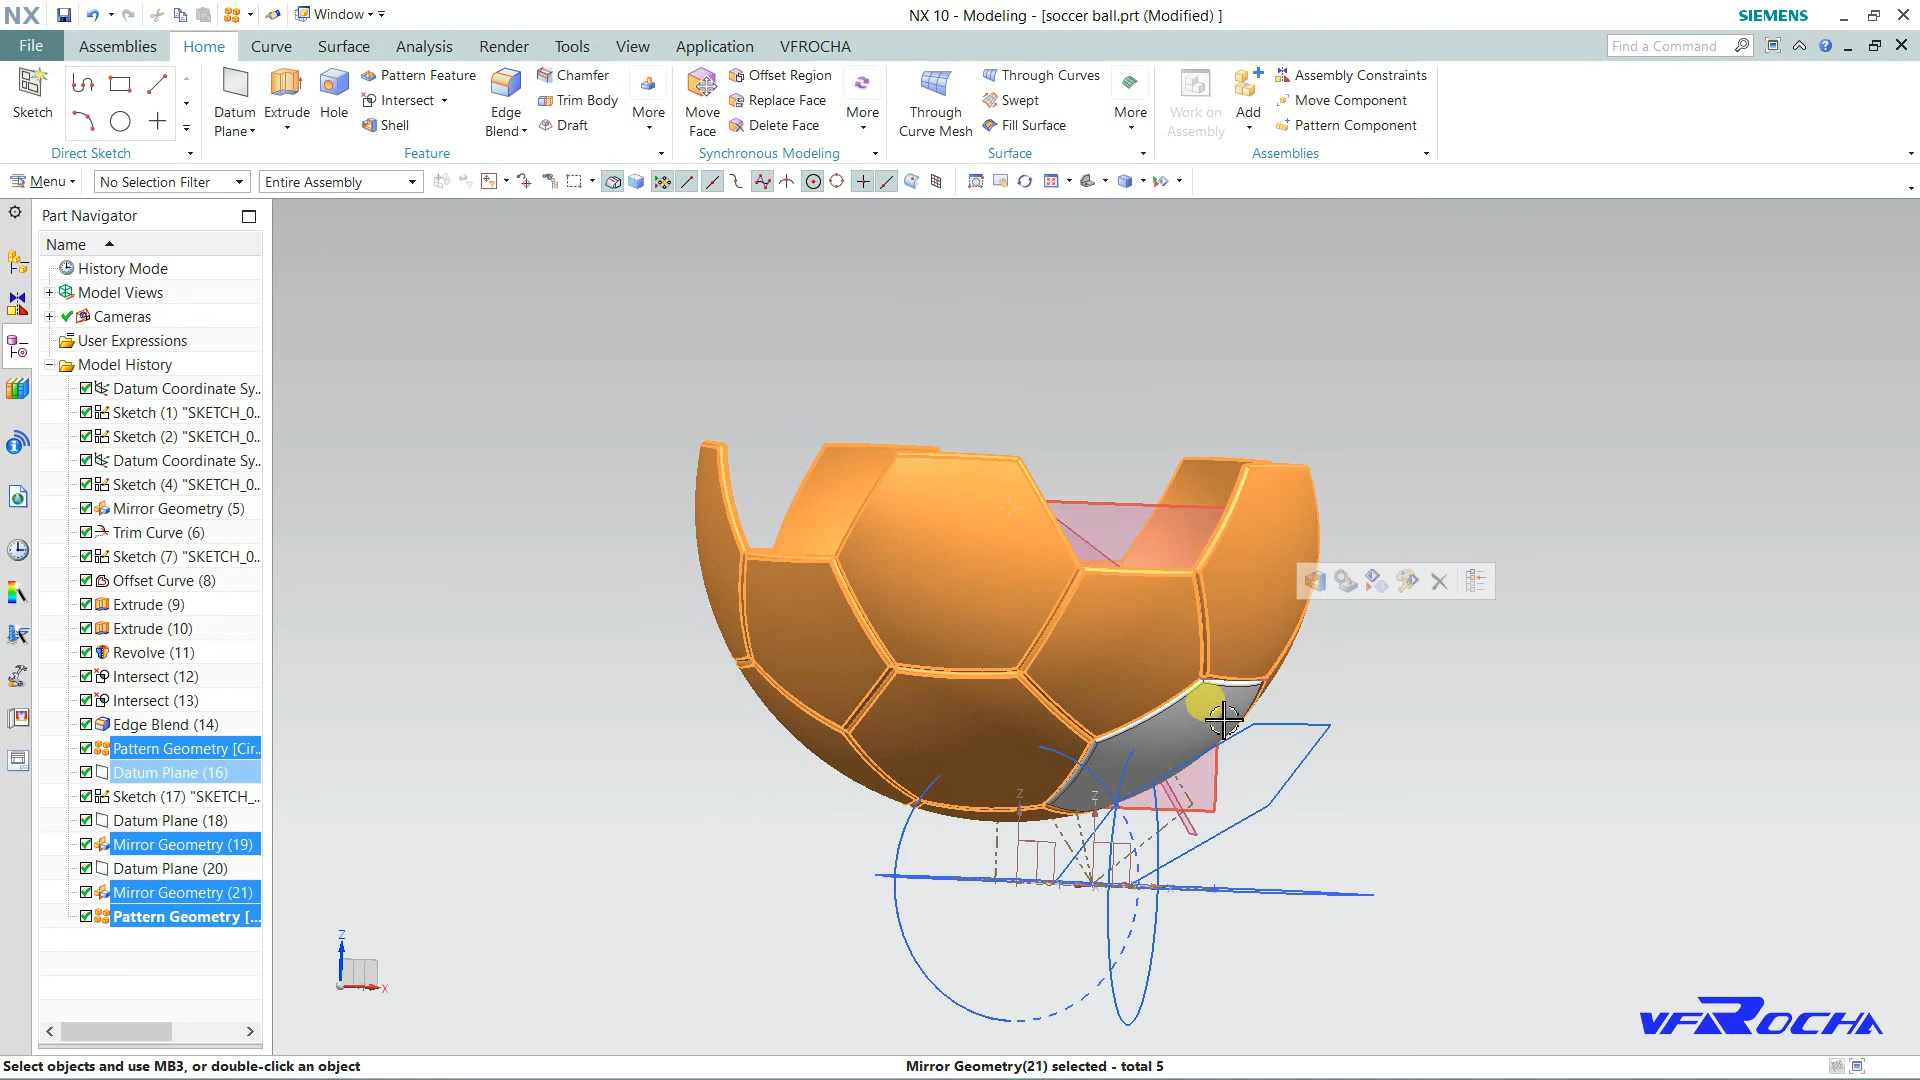 NX
Window
NX 10 - Modeling - [soccer ball.prt (Modified) ]
SIEMENS
File
Assemblies
Home
Curve
Surface
Analysis
Render
Tools
View
Application
VFROCHA
Find a Command
Sketch
Direct Sketch
Datum Plane
Extrude
Hole
Pattern Feature
Intersect
Shell
Edge Blend
Chamfer
Trim Body
Draft
More
Feature
Move Face
Offset Region
Replace Face
Delete Face
More
Synchronous Modeling
Through Curve Mesh
Through Curves
Swept
Fill Surface
More
Surface
Work on Assembly
Add
Assembly Constraints
Move Component
Pattern Component
Assemblies
Menu
No Selection Filter
Entire Assembly
Part Navigator
Name
History Mode
Model Views
Cameras
User Expressions
Model History
Datum Coordinate Sy..
Sketch (1) "SKETCH_0..
Sketch (2) "SKETCH_0..
Datum Coordinate Sy..
Sketch (4) "SKETCH_0..
Mirror Geometry (5)
Trim Curve (6)
Sketch (7) "SKETCH_0..
Offset Curve (8)
Extrude (9)
Extrude (10)
Revolve (11)
Intersect (12)
Intersect (13)
Edge Blend (14)
Pattern Geometry [Cir..
Datum Plane (16)
Sketch (17) "SKETCH_..
Datum Plane (18)
Mirror Geometry (19)
Datum Plane (20)
Mirror Geometry (21)
Pattern Geometry [...
Z
Z
Z
X
VFAROCHA
Select objects and use MB3, or double-click an object
Mirror Geometry(21) selected - total 5